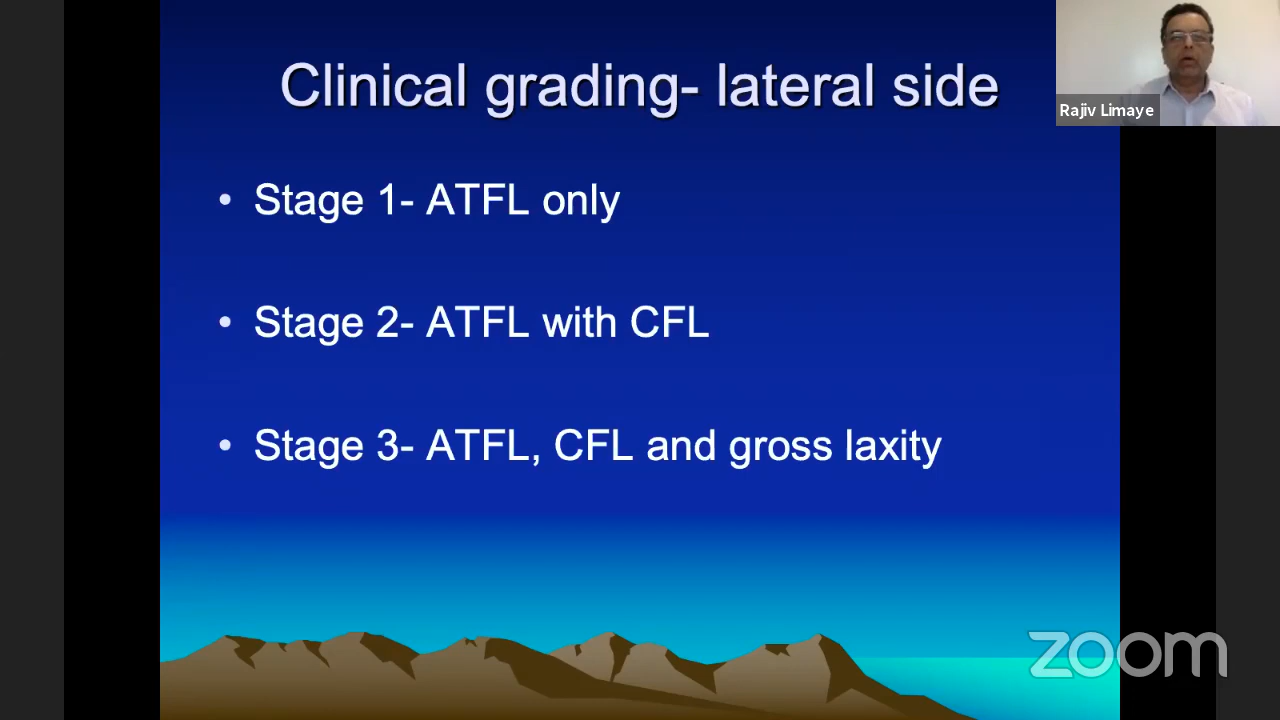 Clinical grading- lateral side
Rajiv Limaye
• Stage 1- ATFL only
• Stage 2- ATFL with CFL
• Stage 3- ATFL, CFL and gross laxity
zoom